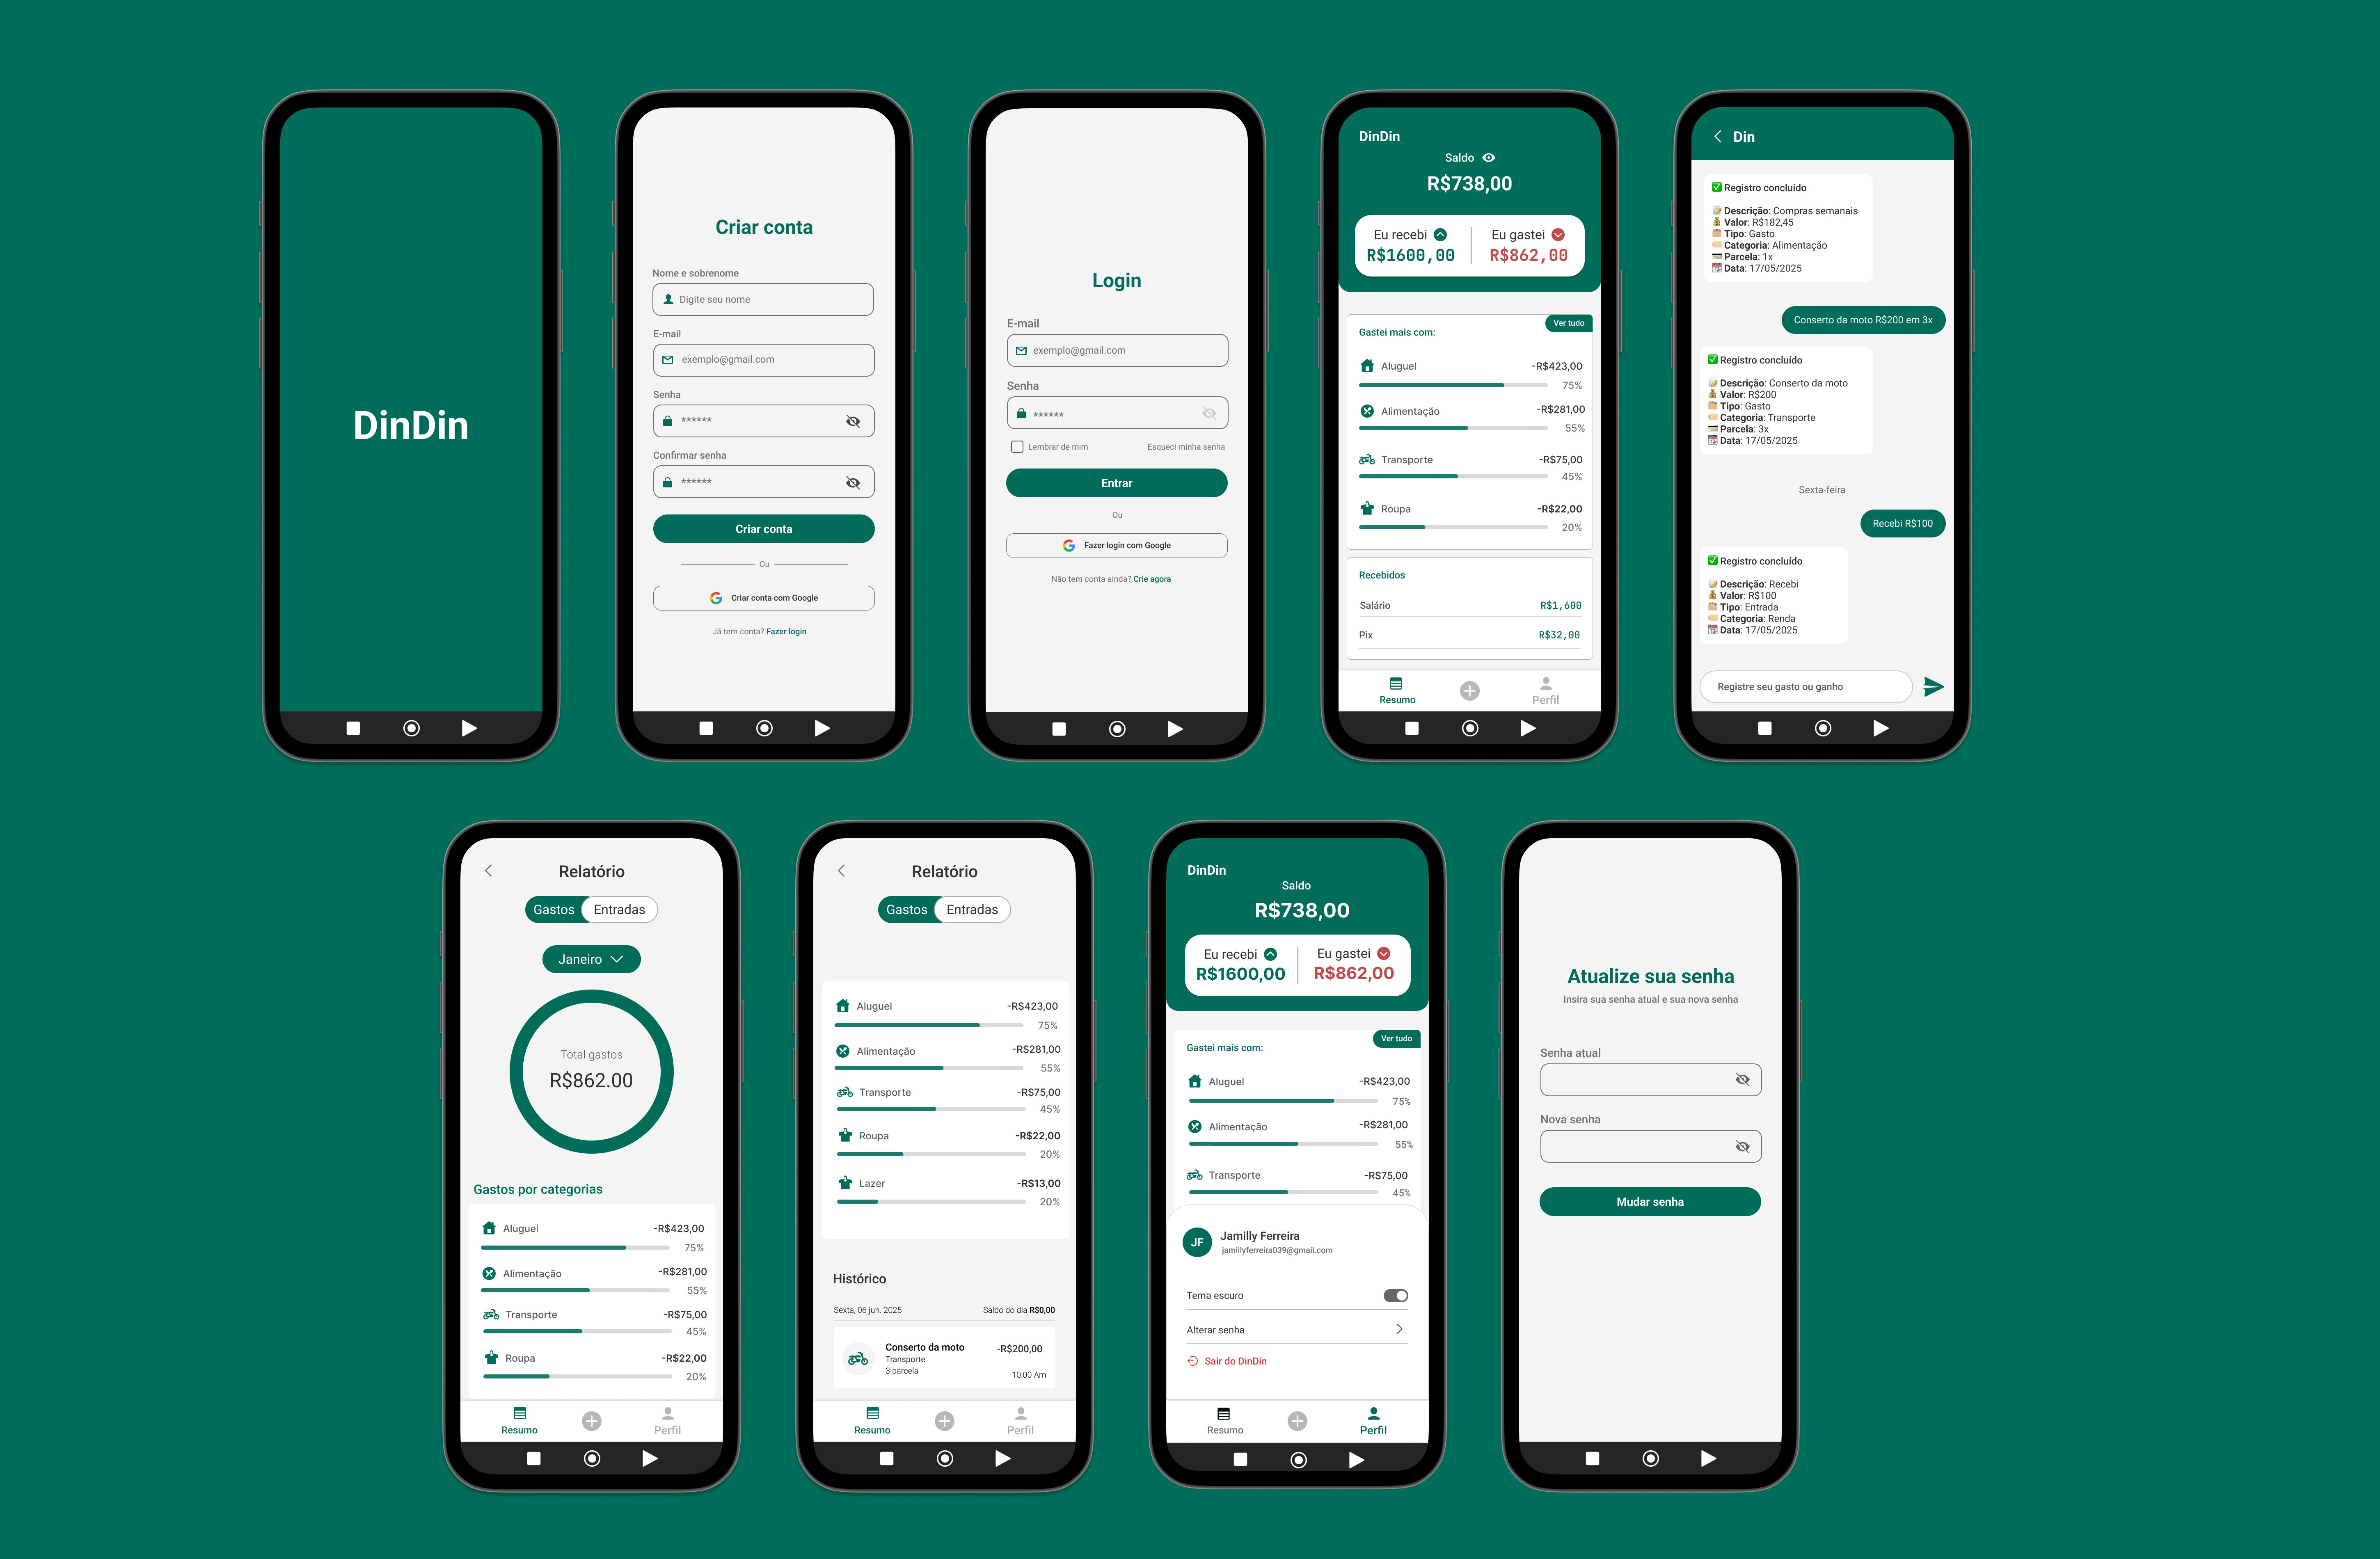 DinDin
Criar conta
Nome e sobrenome
Digite seu nome
E-mail
exemplo@gmail.com
Senha
******
Confirmar senha
******
Criar conta
Ou
Criar conta com Google
Já tem conta? Fazer login
Login
E-mail
exemplo@gmail.com
Senha
******
Lembrar de mim Esqueci minha senha
Entrar
Ou
Fazer login com Google
Não tem conta ainda? Crie agora
DinDin
Saldo
R$738,00
Eu recebi Eu gastei
R$1600,00 R$862,00
Ver tudo
Gastei mais com:
Aluguel -R$423,00
75%
Alimentação -R$281,00
55%
Transporte -R$75,00
45%
Roupa -R$22,00
20%
Recebidos
Salário R$1,600
Pix R$32,00
Resumo Perfil
Din
Registro concluído
Descrição: Compras semanais
Valor: R$182,45
Tipo: Gasto
Categoria: Alimentação
Parcela: 1x
Data: 17/05/2025
Conserto da moto R$200 em 3x
Registro concluído
Descrição: Conserto da moto
Valor: R$200
Tipo: Gasto
Categoria: Transporte
Parcela: 3x
Data: 17/05/2025
Sexta-feira
Recebi R$100
Registro concluído
Descrição: Recebi
Valor: R$100
Tipo: Entrada
Categoria: Renda
Data: 17/05/2025
Registre seu gasto ou ganho
Relatório
Gastos Entradas
Janeiro
Total gastos
R$862.00
Gastos por categorias
Aluguel -R$423,00
75%
Alimentação -R$281,00
55%
Transporte -R$75,00
45%
Roupa -R$22,00
20%
Resumo Perfil
Relatório
Gastos Entradas
Aluguel -R$423,00
75%
Alimentação -R$281,00
55%
Transporte -R$75,00
45%
Roupa -R$22,00
20%
Lazer -R$13,00
20%
Histórico
Sexta, 06 jun. 2025 Saldo do dia R$0,00
Conserto da moto -R$200,00
Transporte
3 parcela 10:00 Am
Resumo Perfil
DinDin
Saldo
R$738,00
Eu recebi Eu gastei
R$1600,00 R$862,00
Ver tudo
Gastei mais com:
Aluguel -R$423,00
75%
Alimentação -R$281,00
55%
Transporte -R$75,00
45%
JF Jamilly Ferreira
jamillyferreira039@gmail.com
Tema escuro
Alterar senha
Sair do DinDin
Resumo Perfil
Atualize sua senha
Insira sua senha atual e sua nova senha
Senha atual
Nova senha
Mudar senha